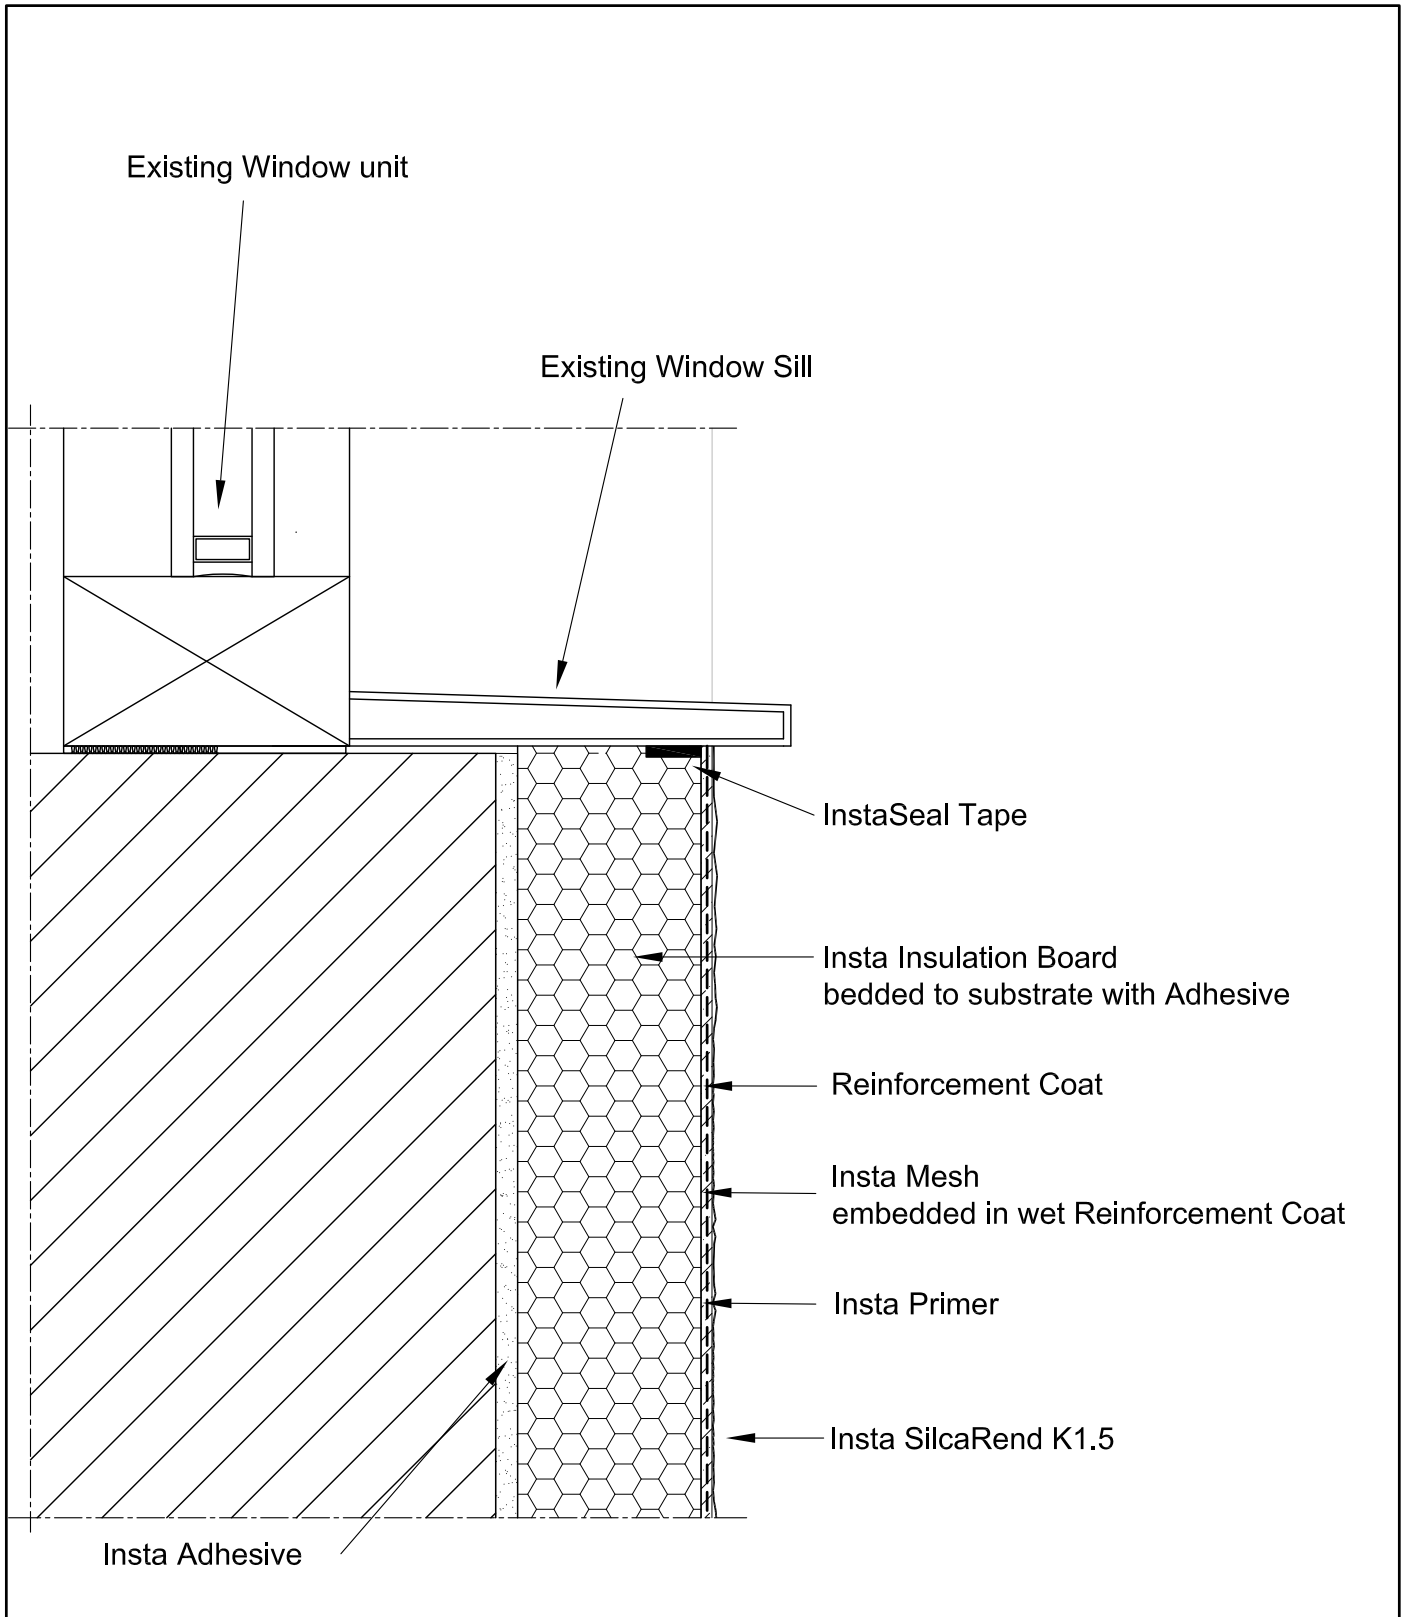 Existing Window unit
Existing Window Sill
InstaSeal Tape
Insta Insulation Board
bedded to substrate with Adhesive
Reinforcement Coat
Insta Mesh
embedded in wet Reinforcement Coat
Insta Primer
Insta SilcaRend K1.5
Insta Adhesive